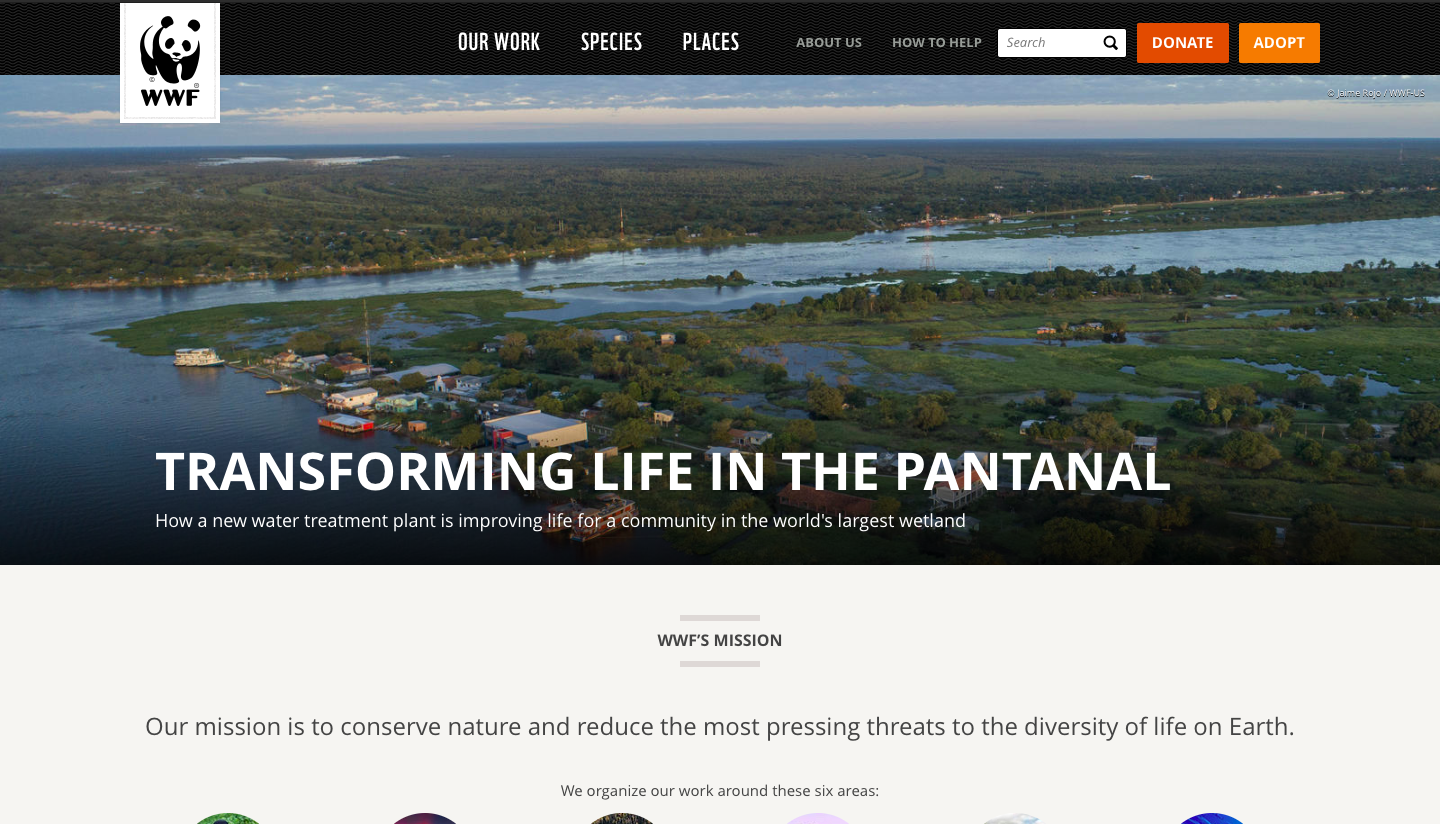 WWF
OUR WORK
SPECIES
PLACES
ABOUT US
HOW TO HELP
Search
DONATE
ADOPT
© Jaime Rojo / WWF-US
TRANSFORMING LIFE IN THE PANTANAL
How a new water treatment plant is improving life for a community in the world's largest wetland
WWF’S MISSION
Our mission is to conserve nature and reduce the most pressing threats to the diversity of life on Earth.
We organize our work around these six areas: